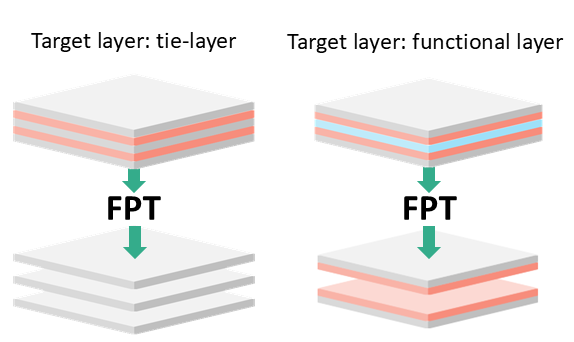 Target layer: tie-layer
Target layer: functional layer
FPT
FPT